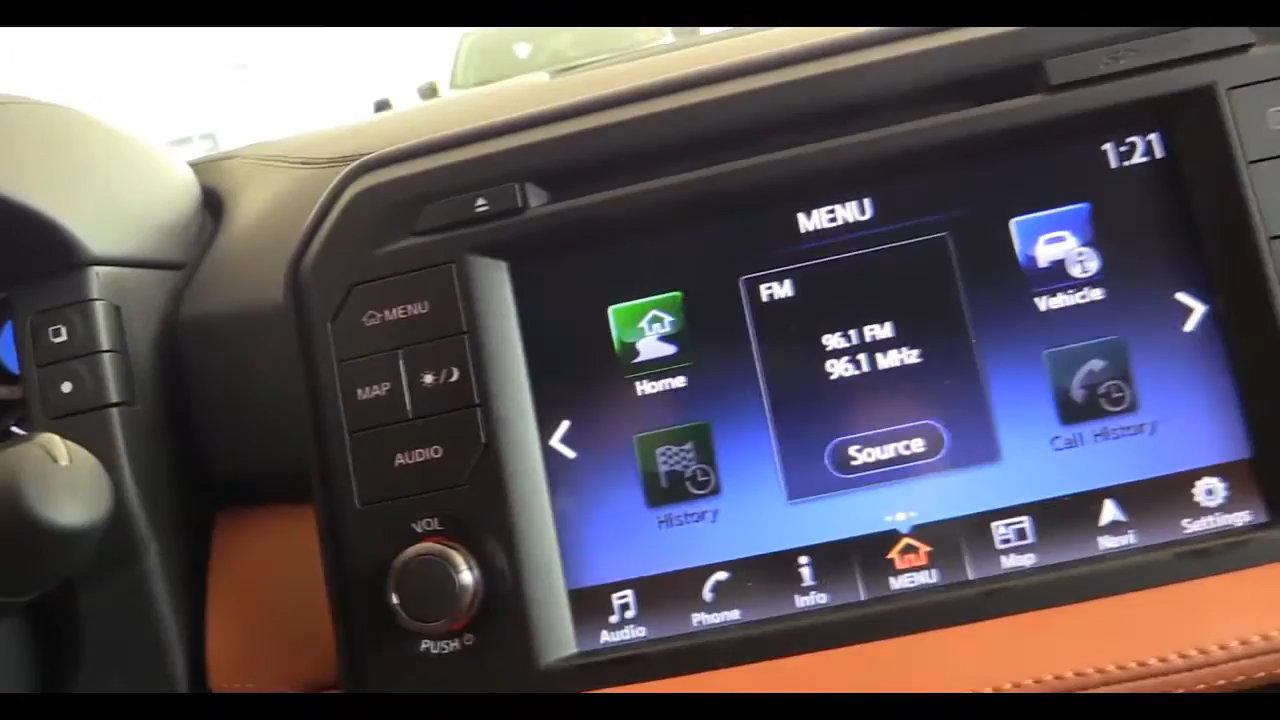 1:21
MENU
MENU
FM
Vehicle
96.1 FM
96.1 MHz
Home
MAP
AUDIO
Source
Call History
History
VOL
Settings
Navi
Map
MENU
Info
Phone
Audio
PUSH